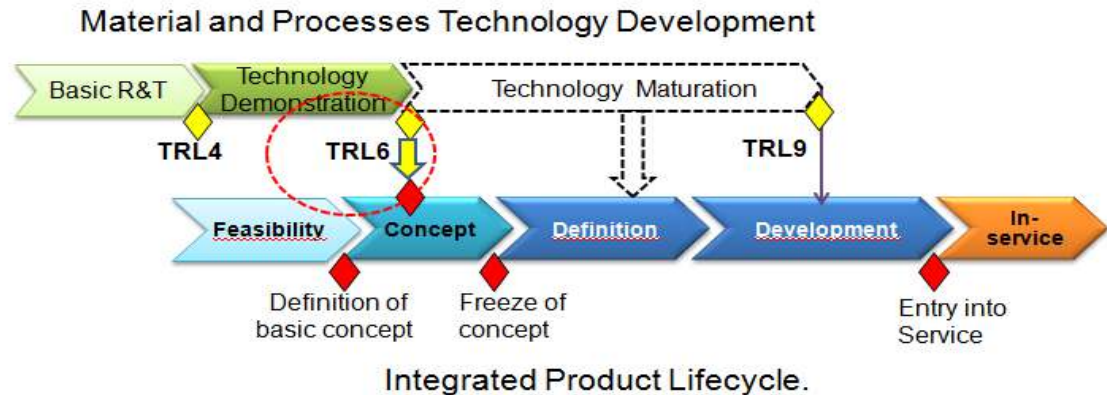 Material and Processes Technology Development
Basic R&T
Technology
Demonstration
Technology Maturation
TRL4
TRL6
TRL9
Feasibility
Concept
Definition
Development
In-
service
Definition of
basic concept
Freeze of
concept
Entry into
Service
Integrated Product Lifecycle.